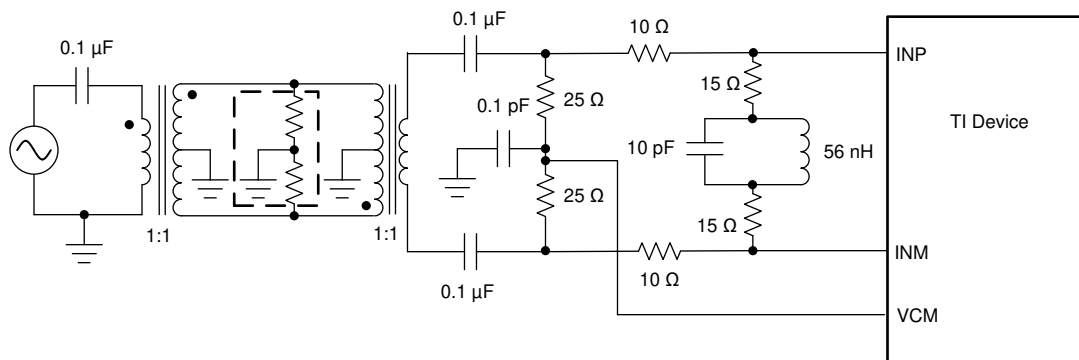 0.1 µF
0.1 µF
10 Ω
INP
15 Ω
0.1 pF
25 Ω
TI Device
10 pF
56 nH
25 Ω
15 Ω
1:1
1:1
INM
10 Ω
0.1 µF
VCM